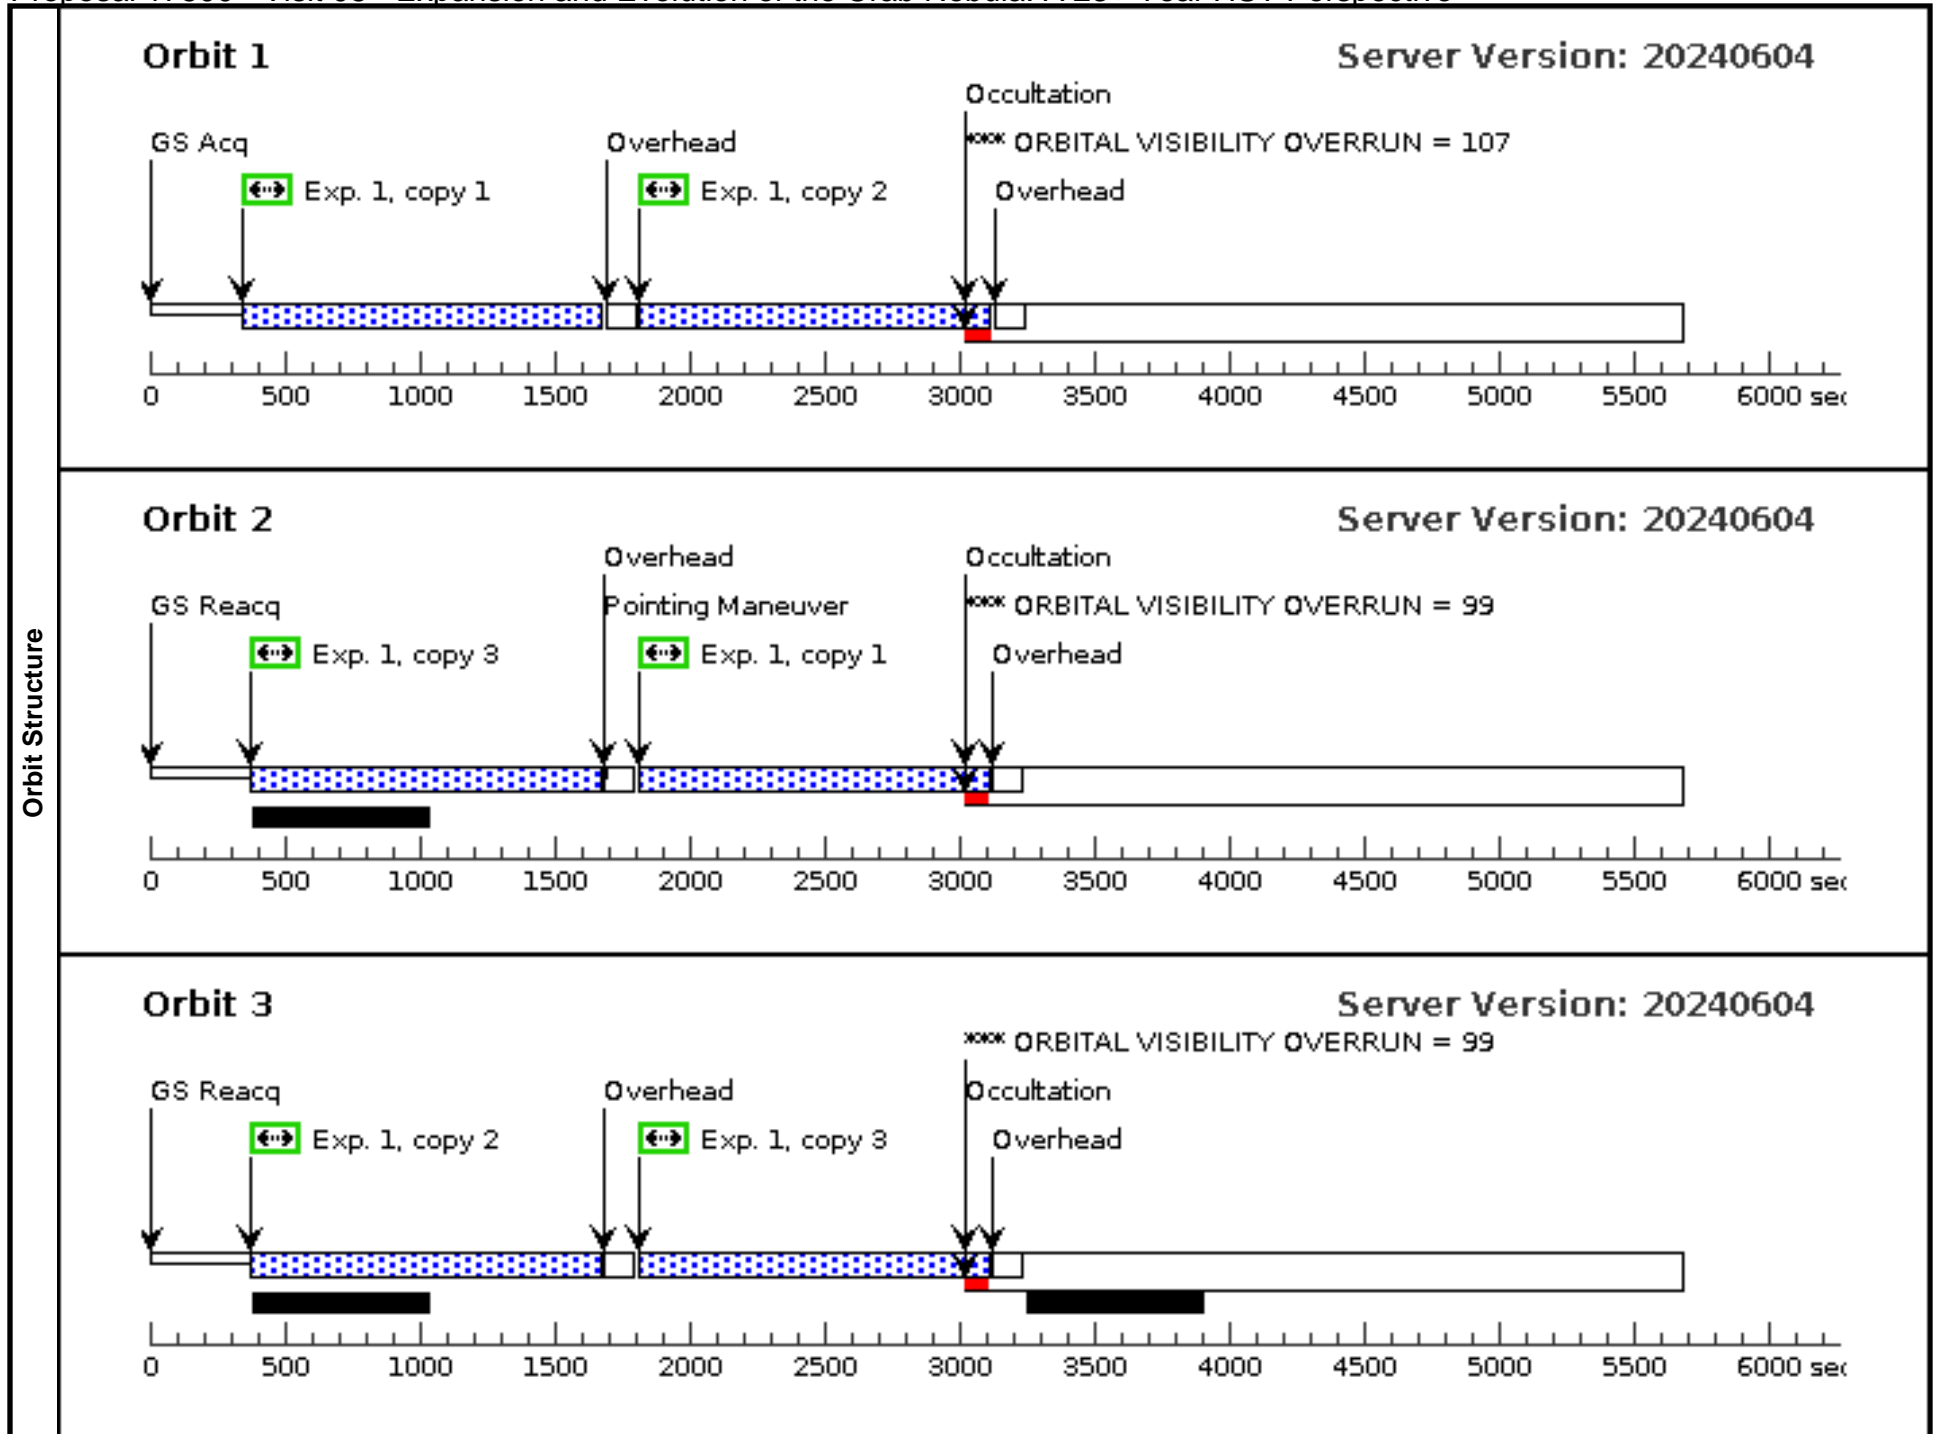 Orbit Structure
Orbit 1
Server Version: 20240604
Occultation
GS Acq
Overhead
*** ORBITAL VISIBILITY OVERRUN = 107
Exp. 1, copy 1
Exp. 1, copy 2
Overhead
0 500 1000 1500 2000 2500 3000 3500 4000 4500 5000 5500 6000 sec
Orbit 2
Server Version: 20240604
Overhead
Occultation
GS Reacq
Pointing Maneuver
*** ORBITAL VISIBILITY OVERRUN = 99
Exp. 1, copy 3
Exp. 1, copy 1
Overhead
0 500 1000 1500 2000 2500 3000 3500 4000 4500 5000 5500 6000 sec
Orbit 3
Server Version: 20240604
*** ORBITAL VISIBILITY OVERRUN = 99
GS Reacq
Overhead
Occultation
Exp. 1, copy 2
Exp. 1, copy 3
Overhead
0 500 1000 1500 2000 2500 3000 3500 4000 4500 5000 5500 6000 sec